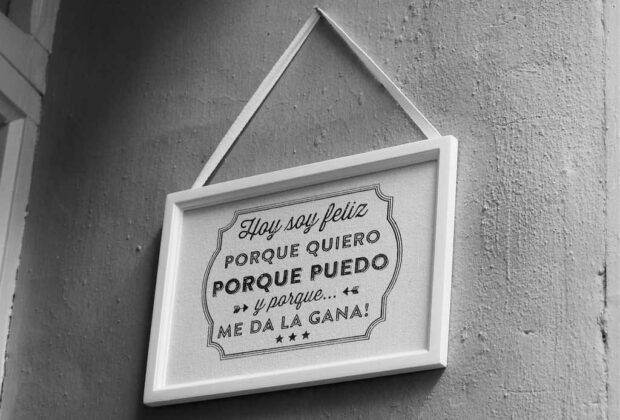 Hoy soy feliz
PORQUE QUIERO
PORQUE PUEDO
y porque...
ME DA LA GANA!